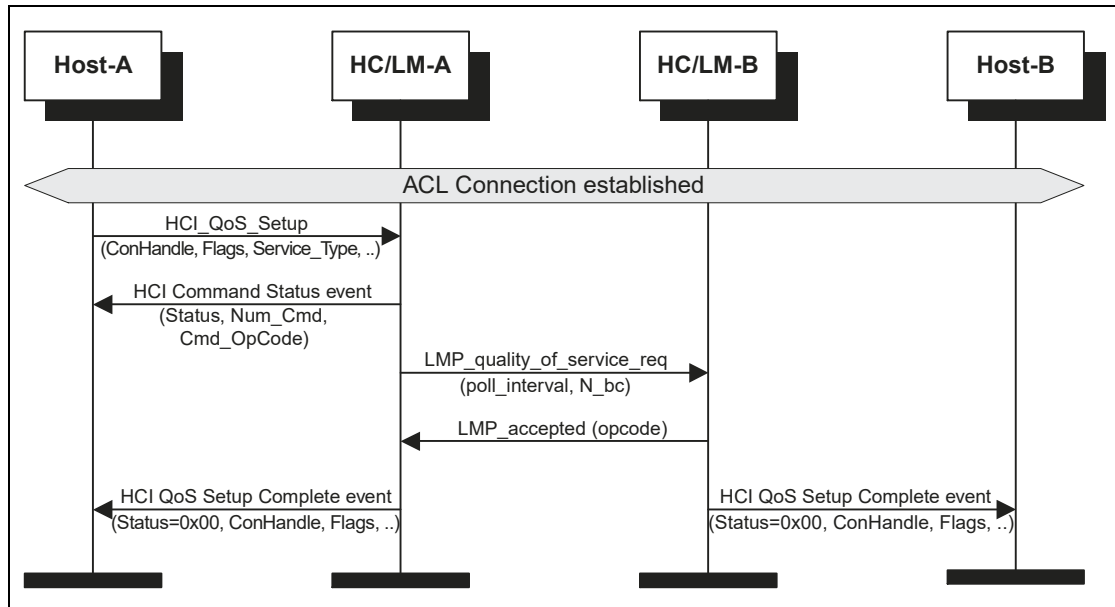 Host-A
HC/LM-A
HC/LM-B
Host-B
ACL Connection established
HCI_QoS_Setup
(ConHandle, Flags, Service_Type, ..)
HCI Command Status event
(Status, Num_Cmd,
Cmd_OpCode)
LMP_quality_of_service_req
(poll_interval, N_bc)
LMP_accepted (opcode)
HCI QoS Setup Complete event
(Status=0x00, ConHandle, Flags, ..)
HCI QoS Setup Complete event
(Status=0x00, ConHandle, Flags, ..)